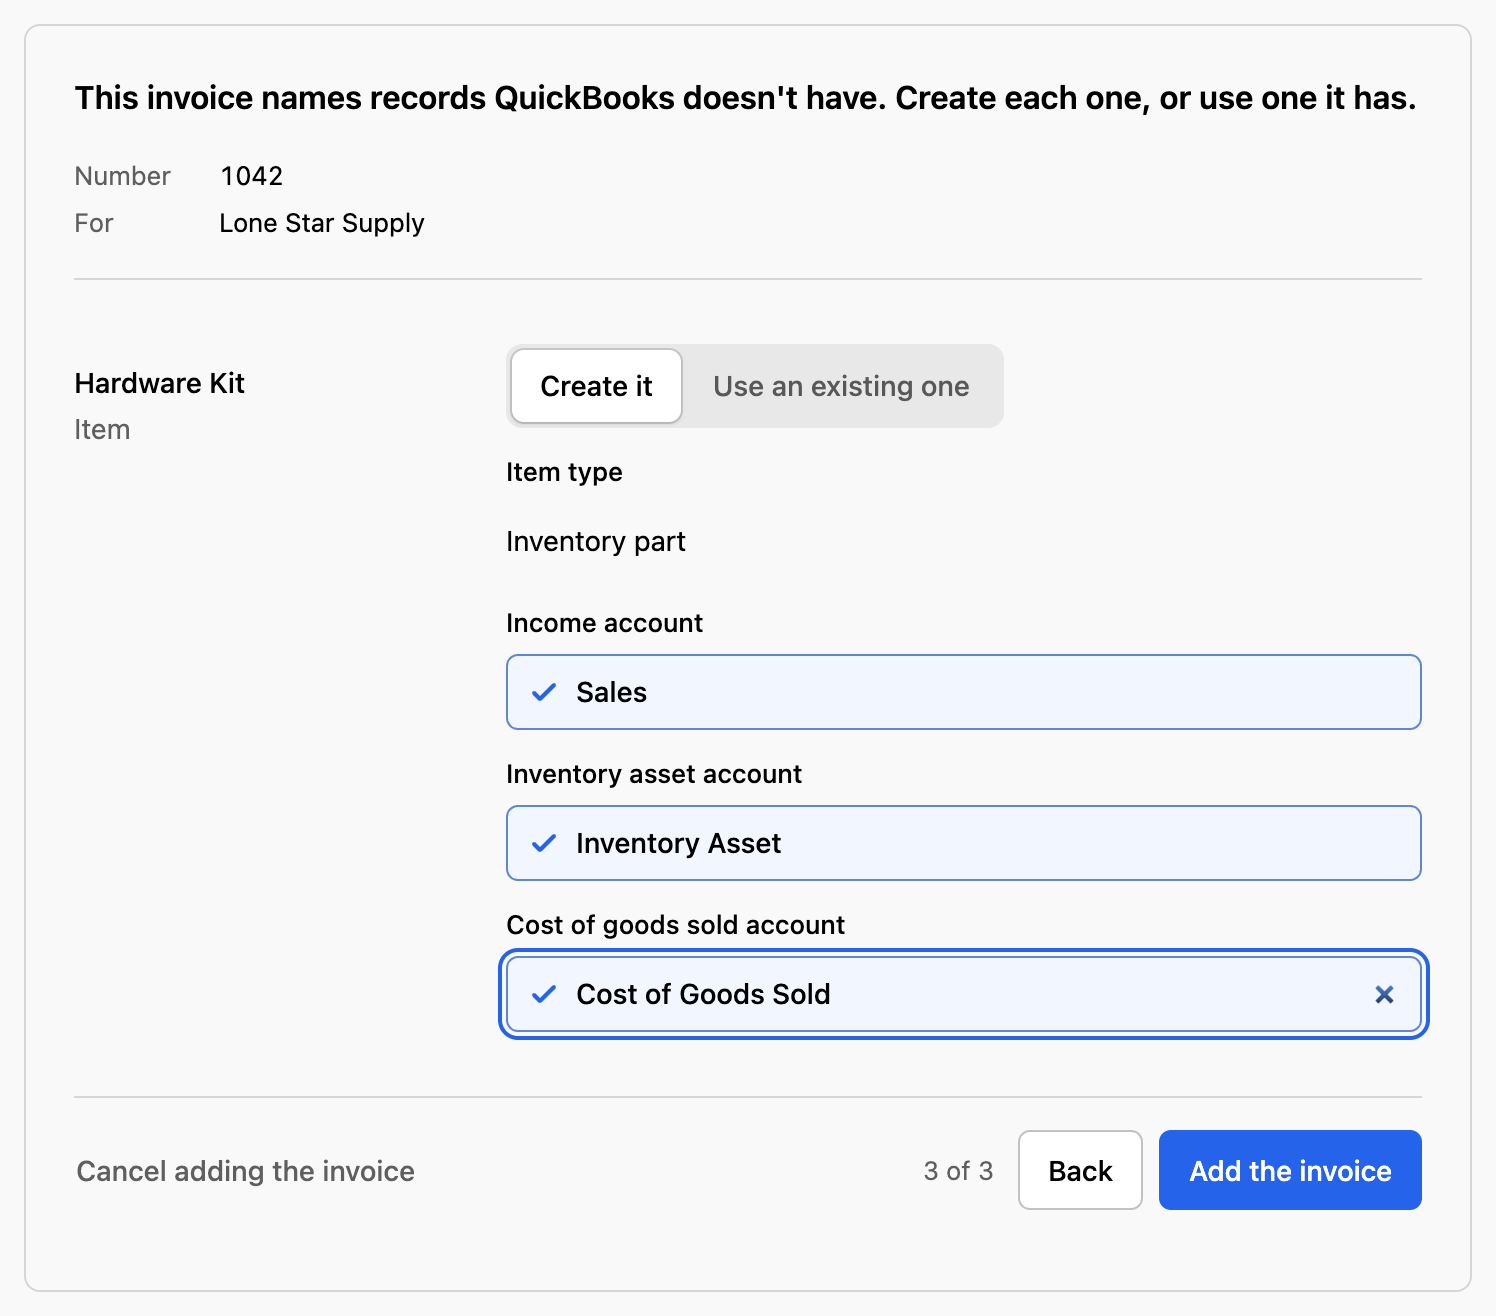 This invoice names records QuickBooks doesn't have. Create each one, or use one it has.
Number 1042
For Lone Star Supply
Hardware Kit
Item
Create it Use an existing one
Item type
Inventory part
Income account
Sales
Inventory asset account
Inventory Asset
Cost of goods sold account
Cost of Goods Sold
Cancel adding the invoice 3 of 3 Back Add the invoice